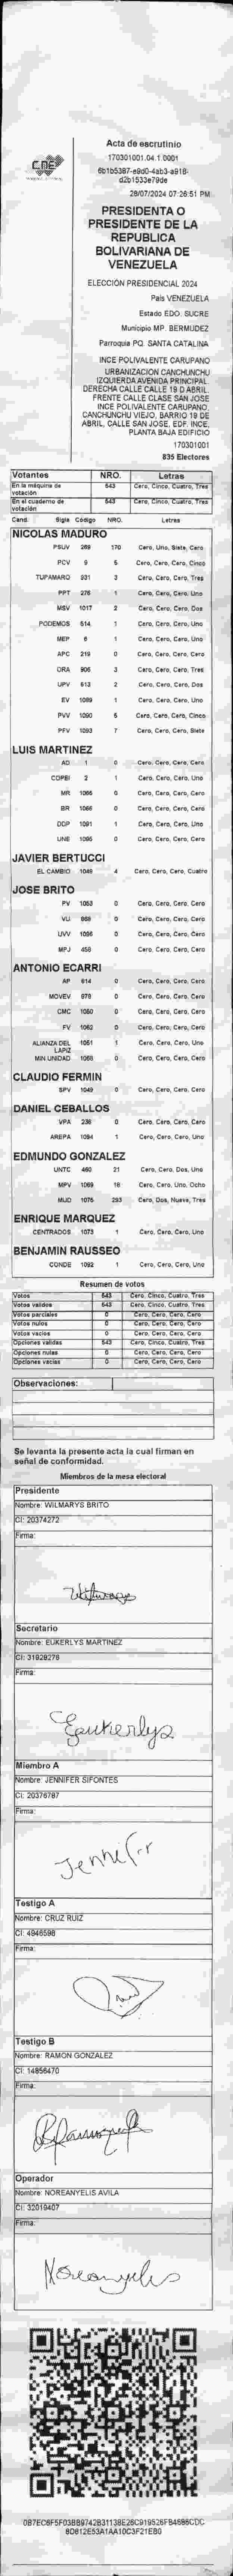 CNE
Acta de escrutinio
170301001.04.1.0001
6b1b5387-e9d0-4ab3-a918-
d2b1533e79de
28/07/2024 07:26:51 PM
PRESIDENTA O
PRESIDENTE DE LA
REPUBLICA
BOLIVARIANA DE
VENEZUELA
ELECCIÓN PRESIDENCIAL 2024
País VENEZUELA
Estado EDO. SUCRE
Municipio MP. BERMUDEZ
Parroquia PQ. SANTA CATALINA
INCE POLIVALENTE CARUPANO
URBANIZACION CANCHUNCHU
IZQUIERDA AVENIDA PRINCIPAL.
DERECHA CALLE CALLE 19 D ABRIL.
FRENTE CALLE CLASE SAN JOSE
INCE POLIVALENTE CARUPANO,
CANCHUNCHU VIEJO, BARRIO 19 DE
ABRIL, CALLE SAN JOSE, EDF. INCE,
PLANTA BAJA EDIFICIO
170301001
835 Electores
Votantes NRO. Letras
En la máquina de votación 543 Cero, Cinco, Cuatro, Tres
En el cuaderno de votación 543 Cero, Cinco, Cuatro, Tres
Cand. Sigla Código NRO. Letras
NICOLAS MADURO
PSUV 269 170 Cero, Uno, Siete, Cero
PCV 9 5 Cero, Cero, Cero, Cinco
TUPAMARO 931 3 Cero, Cero, Cero, Tres
PPT 276 1 Cero, Cero, Cero, Uno
MSV 1017 2 Cero, Cero, Cero, Dos
PODEMOS 514 1 Cero, Cero, Cero, Uno
MEP 6 1 Cero, Cero, Cero, Uno
APC 219 0 Cero, Cero, Cero, Cero
ORA 906 3 Cero, Cero, Cero, Tres
UPV 613 2 Cero, Cero, Cero, Dos
EV 1089 1 Cero, Cero, Cero, Uno
PVV 1090 5 Cero, Cero, Cero, Cinco
PFV 1093 7 Cero, Cero, Cero, Siete
LUIS MARTINEZ
AD 1 0 Cero, Cero, Cero, Cero
COPEI 2 1 Cero, Cero, Cero, Uno
MR 1066 0 Cero, Cero, Cero, Cero
BR 0 Cero, Cero, Cero, Cero
DDP 1091 1 Cero, Cero, Cero, Uno
UNE 1095 0 Cero, Cero, Cero, Cero
JAVIER BERTUCCI
EL CAMBIO 1049 4 Cero, Cero, Cero, Cuatro
JOSE BRITO
PV 1053 0 Cero, Cero, Cero, Cero
VU 868 0 Cero, Cero, Cero, Cero
UVV 1096 0 Cero, Cero, Cero, Cero
MPJ 456 0 Cero, Cero, Cero, Cero
ANTONIO ECARRI
AP 614 0 Cero, Cero, Cero, Cero
MOVEV 979 0 Cero, Cero, Cero, Cero
CMC 1050 0 Cero, Cero, Cero, Cero
FV 1062 0 Cero, Cero, Cero, Cero
ALIANZA DEL LAPIZ 1051 1 Cero, Cero, Cero, Uno
MIN UNIDAD 1068 0 Cero, Cero, Cero, Cero
CLAUDIO FERMIN
SPV 0 Cero, Cero, Cero, Cero
DANIEL CEBALLOS
VPA 236 0 Cero, Cero, Cero, Cero
AREPA 1094 1 Cero, Cero, Cero, Uno
EDMUNDO GONZALEZ
UNTC 460 21 Cero, Cero, Dos, Uno
MPV 1069 18 Cero, Cero, Uno, Ocho
MUD 1075 293 Cero, Dos, Nueve, Tres
ENRIQUE MARQUEZ
CENTRADOS 1073 1 Cero, Cero, Cero, Uno
BENJAMIN RAUSSEO
CONDE 1092 1 Cero, Cero, Cero, Uno
Resumen de votos
Votos 543 Cero, Cinco, Cuatro, Tres
Votos validos 543 Cero, Cinco, Cuatro, Tres
Votos parciales 0 Cero, Cero, Cero, Cero
Votos nulos 0 Cero, Cero, Cero, Cero
Votos vacios 0 Cero, Cero, Cero, Cero
Opciones validas 543 Cero, Cinco, Cuatro, Tres
Opciones nulas 0 Cero, Cero, Cero, Cero
Opciones vacias 0 Cero, Cero, Cero, Cero
Observaciones:
Se levanta la presente acta la cual firman en
señal de conformidad.
Miembros de la mesa electoral
Presidente
Nombre: WILMARYS BRITO
CI: 20374272
Firma:
Wilmarys
Secretario
Nombre: EUKERLYS MARTINEZ
CI: 31929276
Firma:
Eukerlys
Miembro A
Nombre: JENNIFER SIFONTES
CI: 20376787
Firma:
Jennifer
Testigo A
Nombre: CRUZ RUIZ
CI: 4946598
Firma:
Testigo B
Nombre: RAMON GONZALEZ
CI: 14856470
Firma:
Operador
Nombre: NOREANYELIS AVILA
CI: 32019407
Firma:
Noreanyelis
0B7EC6F5F03BB9742B31138E26C919526FB4685CDC
8D612E53A1AA10C3F21EB0